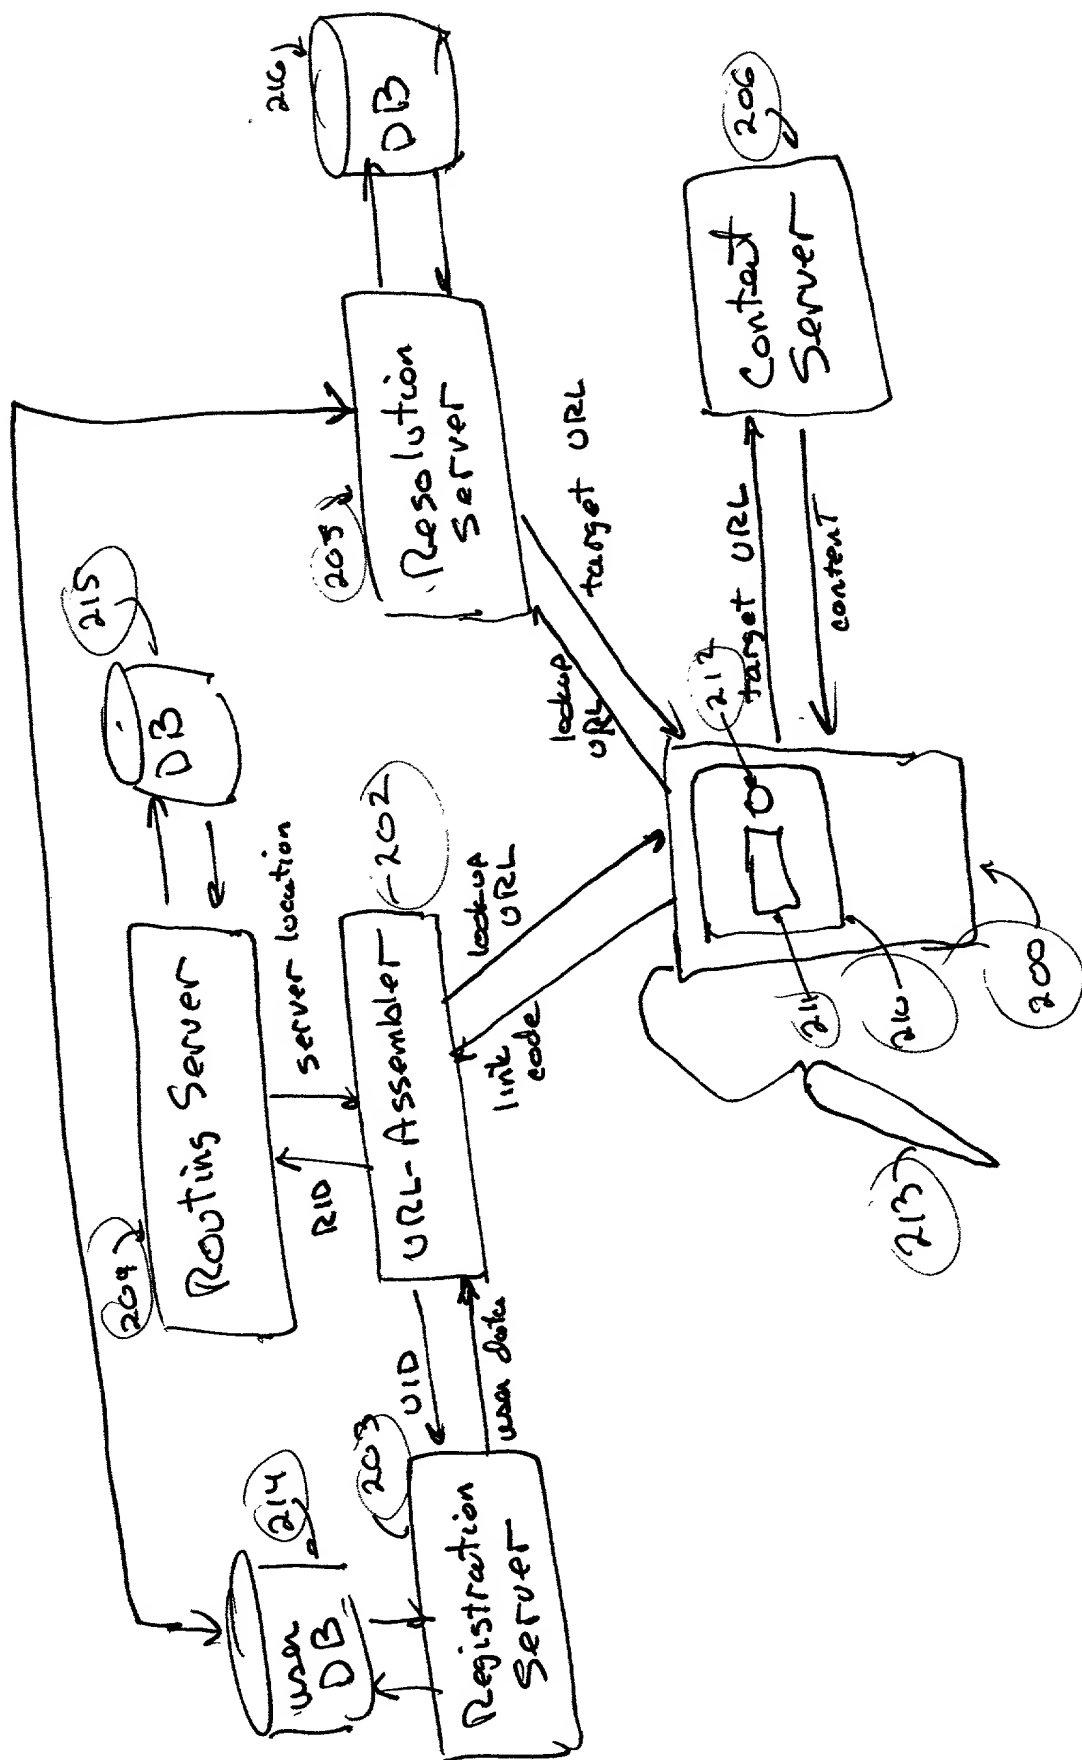 user
DB
214
203
Registration
Server
UID
user data
204
Routing Server
RID
server location
215
DB
URL-Assembler
202
link
code
lookup
URL
205
Resolution
Server
216
DB
lookup
URL
target URL
213
211
210
200
212
target URL
content
Content
Server
206